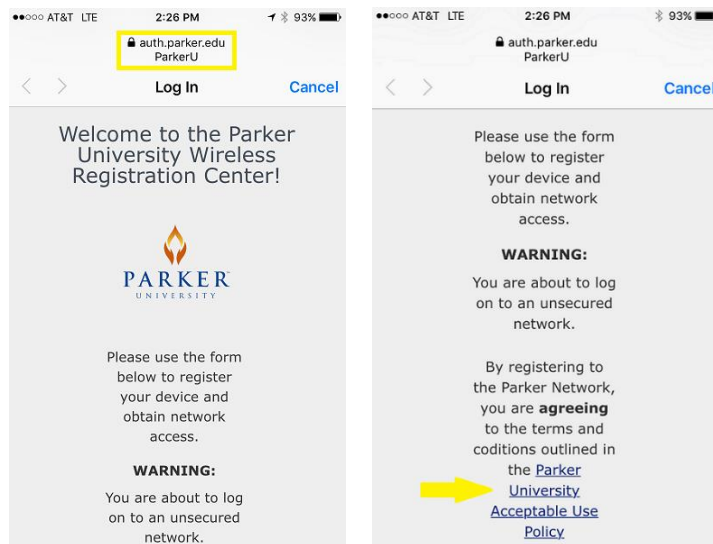 AT&T LTE 2:26 PM 93%
auth.parker.edu
ParkerU
Log In Cancel
Welcome to the Parker
University Wireless
Registration Center!
PARKER
UNIVERSITY
Please use the form
below to register
your device and
obtain network
access.
WARNING:
You are about to log
on to an unsecured
network.
AT&T LTE 2:26 PM 93%
auth.parker.edu
ParkerU
Log In Cancel
Please use the form
below to register
your device and
obtain network
access.
WARNING:
You are about to log
on to an unsecured
network.
By registering to
the Parker Network,
you are agreeing
to the terms and
coditions outlined in
the Parker
University
Acceptable Use
Policy